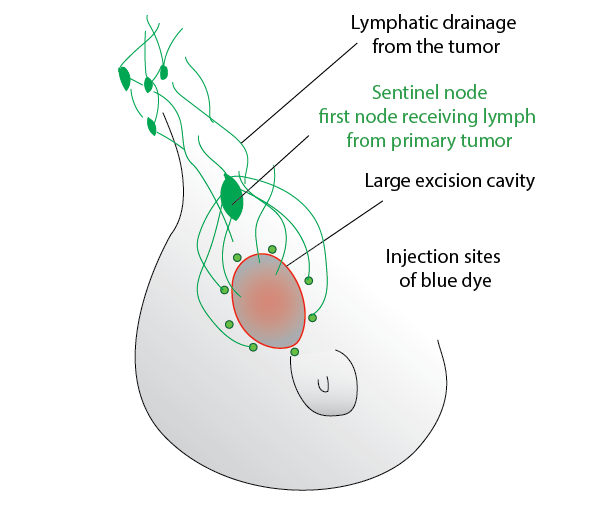 Lymphatic drainage
from the tumor
Sentinel node
first node receiving lymph
from primary tumor
Large excision cavity
Injection sites
of blue dye